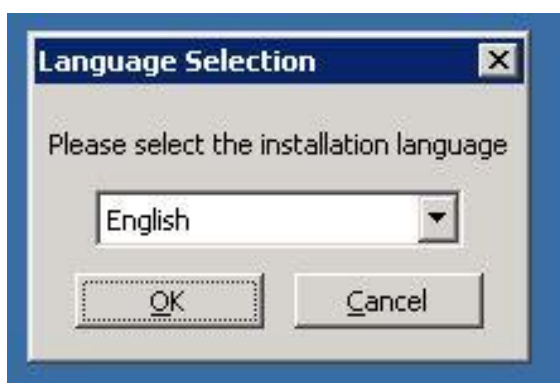 Language Selection
Please select the installation language
English
OK
Cancel